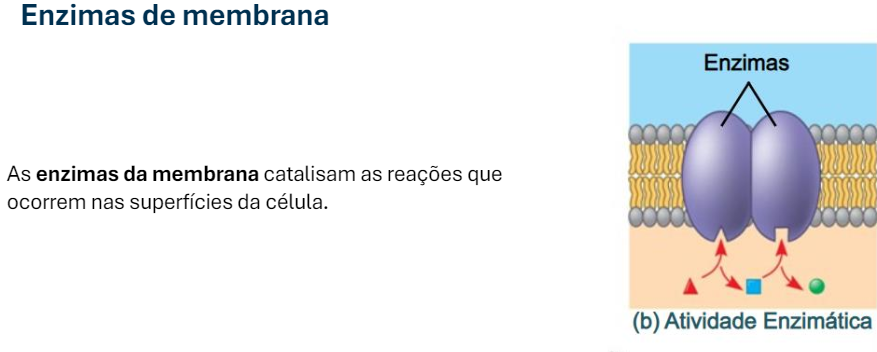 Enzimas de membrana
Enzimas
As enzimas da membrana catalisam as reações que
ocorrem nas superfícies da célula.
(b) Atividade Enzimática